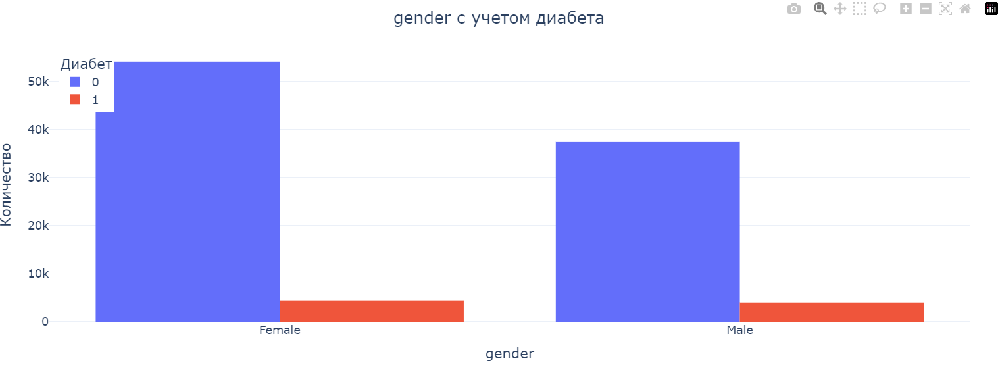 gender с учетом диабета
Диабет
0
1
50k
40k
30k
20k
10k
0
Количество
Female
Male
gender